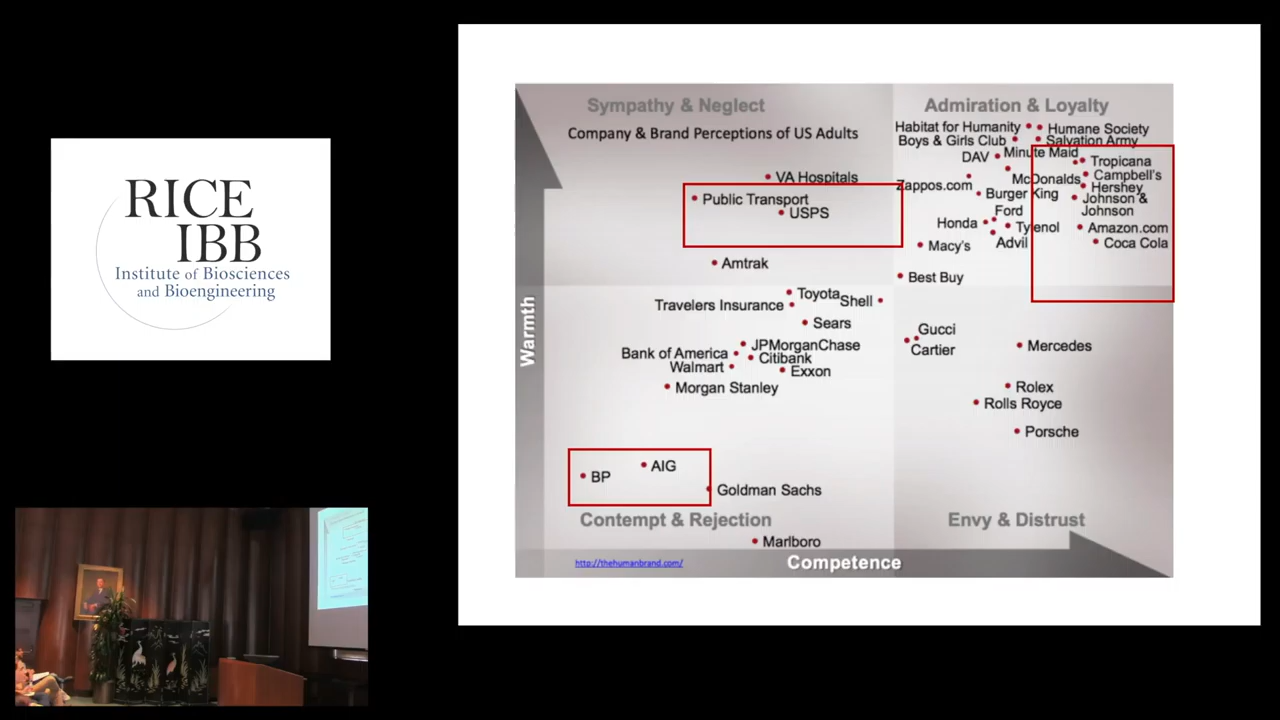 RICE
IBB
Institute of Biosciences
and Bioengineering
Sympathy & Neglect
Admiration & Loyalty
Company & Brand Perceptions of US Adults
Habitat for Humanity
Humane Society
Boys & Girls Club
Salvation Army
DAV
Minute Maid
Tropicana
VA Hospitals
McDonalds
Campbell's
Zappos.com
Burger King
Hershey
Public Transport
Johnson &
Johnson
USPS
Ford
Honda
Tylenol
Amazon.com
Macy's
Advil
Coca Cola
Amtrak
Best Buy
Toyota
Shell
Travelers Insurance
Sears
Gucci
Cartier
Mercedes
JPMorganChase
Bank of America
Citibank
Walmart
Exxon
Morgan Stanley
Rolex
Rolls Royce
Porsche
BP
AIG
Goldman Sachs
Contempt & Rejection
Envy & Distrust
Marlboro
Warmth
Competence
http://thehumanbrand.com/